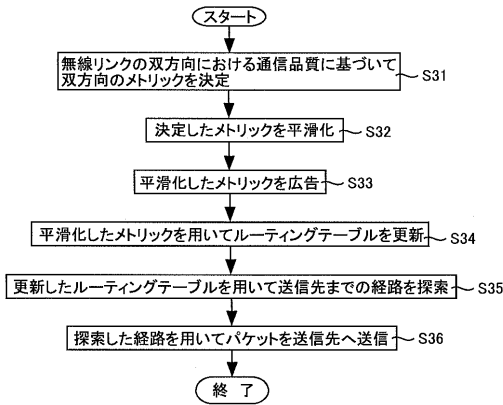 スタート
無線リンクの双方向における通信品質に基づいて
双方向のメトリックを決定
S31
決定したメトリックを平滑化
S32
平滑化したメトリックを広告
S33
平滑化したメトリックを用いてルーティングテーブルを更新
S34
更新したルーティングテーブルを用いて送信先までの経路を探索
S35
探索した経路を用いてパケットを送信先へ送信
S36
終 了